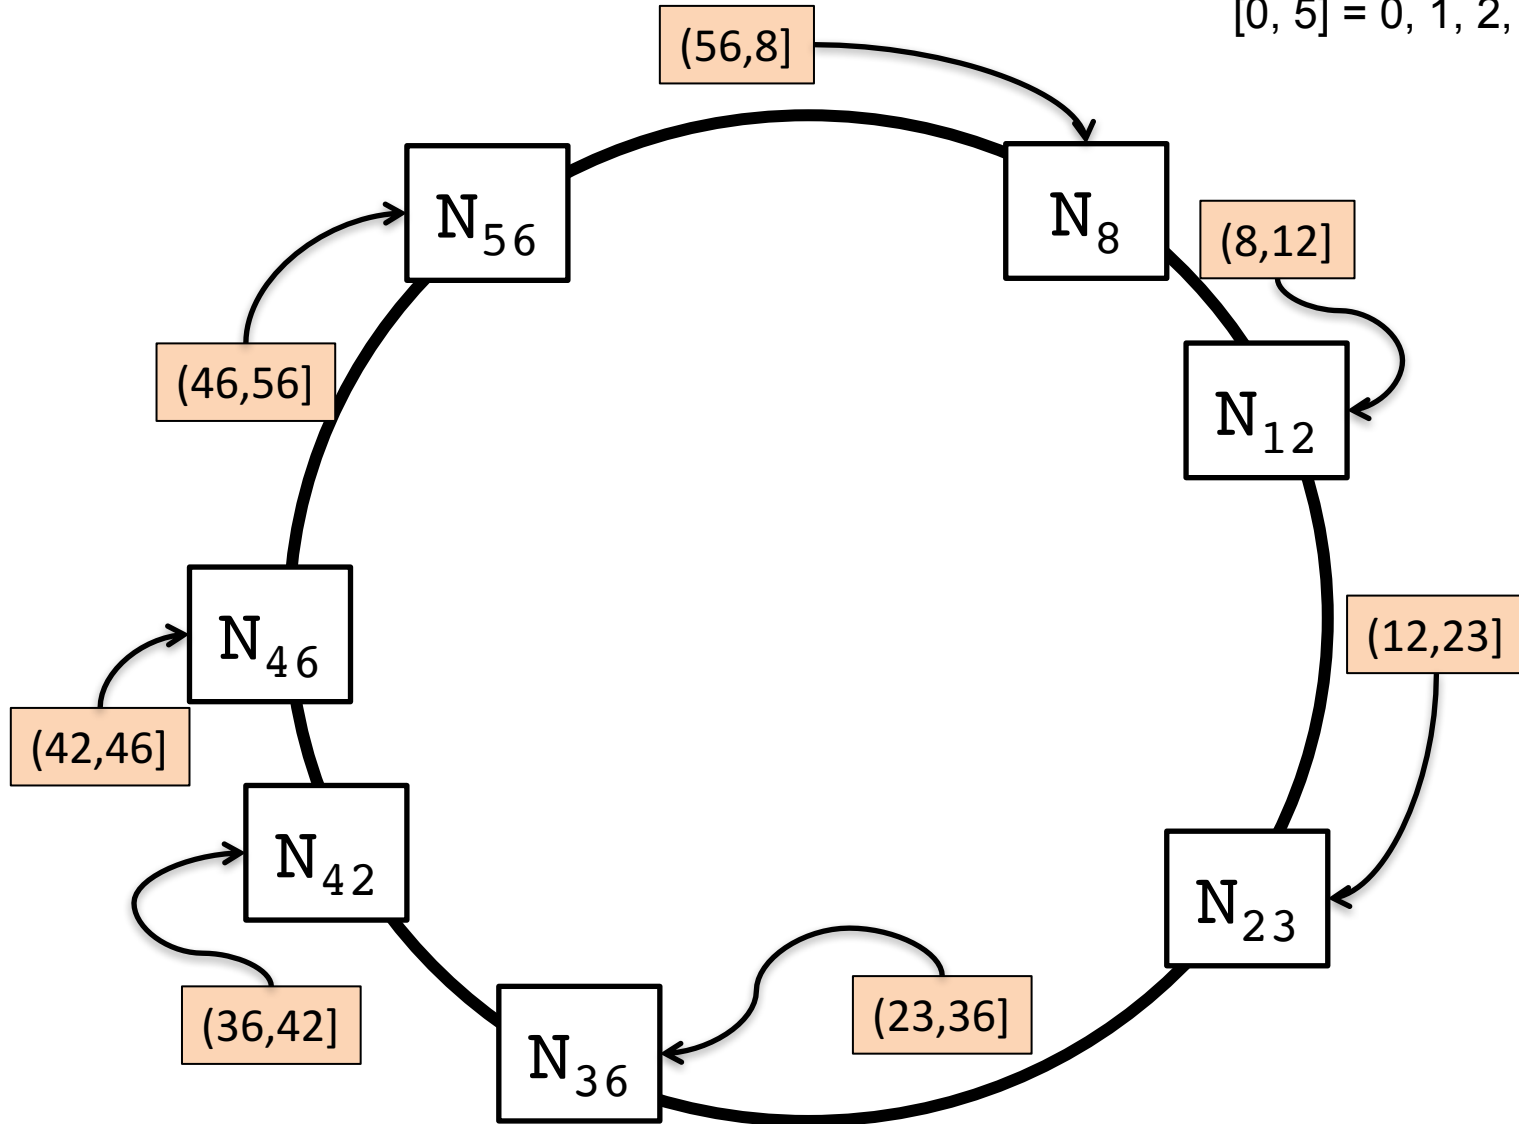 [0, 5] = 0, 1, 2,
(56,8]
N56
N8
(8,12]
(46,56]
N12
N46
(12,23]
(42,46]
N42
N23
(36,42]
(23,36]
N36